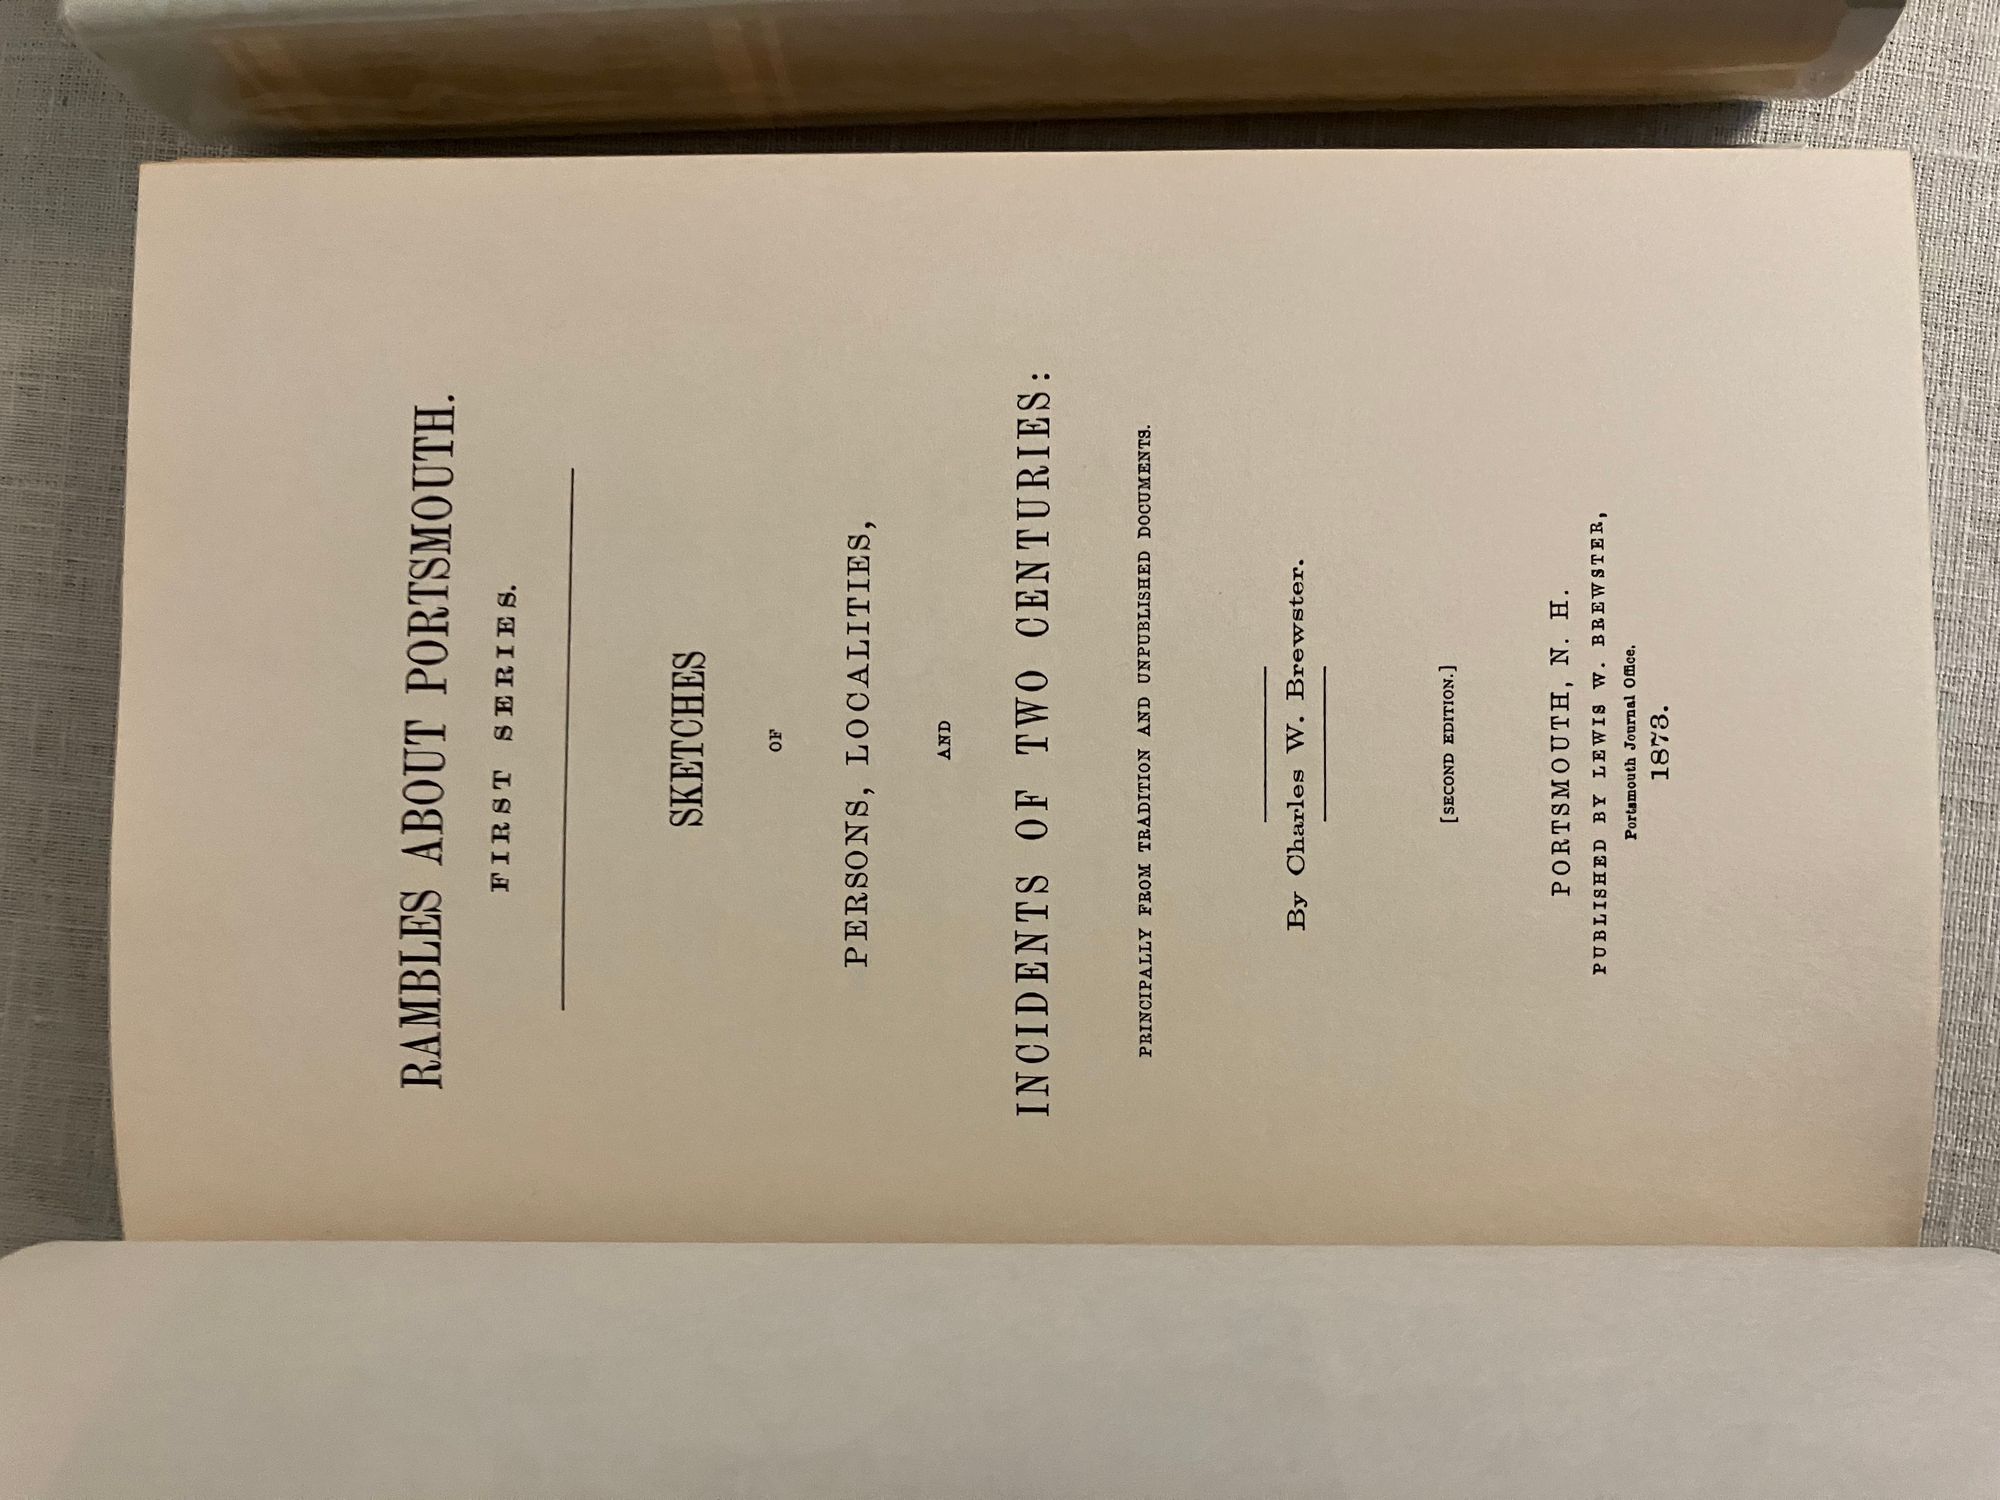 RAMBLES ABOUT PORTSMOUTH.
FIRST SERIES.
SKETCHES
OF
PERSONS, LOCALITIES,
AND
INCIDENTS OF TWO CENTURIES:
PRINCIPALLY FROM TRADITION AND UNPUBLISHED DOCUMENTS.
By Charles W. Brewster.
[SECOND EDITION.]
PORTSMOUTH, N. H.
PUBLISHED BY LEWIS W. BREWSTER,
Portsmouth Journal Office.
1873.